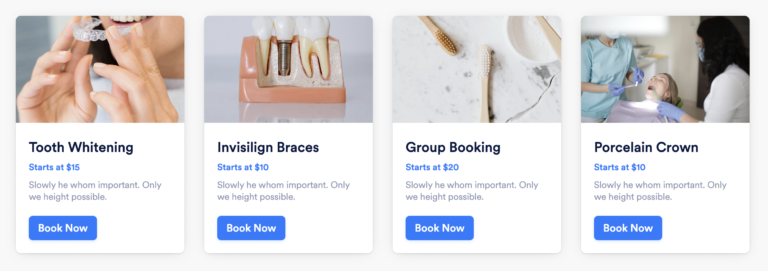 Tooth Whitening
Starts at $15
Slowly he whom important. Only
we height possible.
Book Now
Invisilign Braces
Starts at $10
Slowly he whom important. Only
we height possible.
Book Now
Group Booking
Starts at $20
Slowly he whom important. Only
we height possible.
Book Now
Porcelain Crown
Starts at $10
Slowly he whom important. Only
we height possible.
Book Now